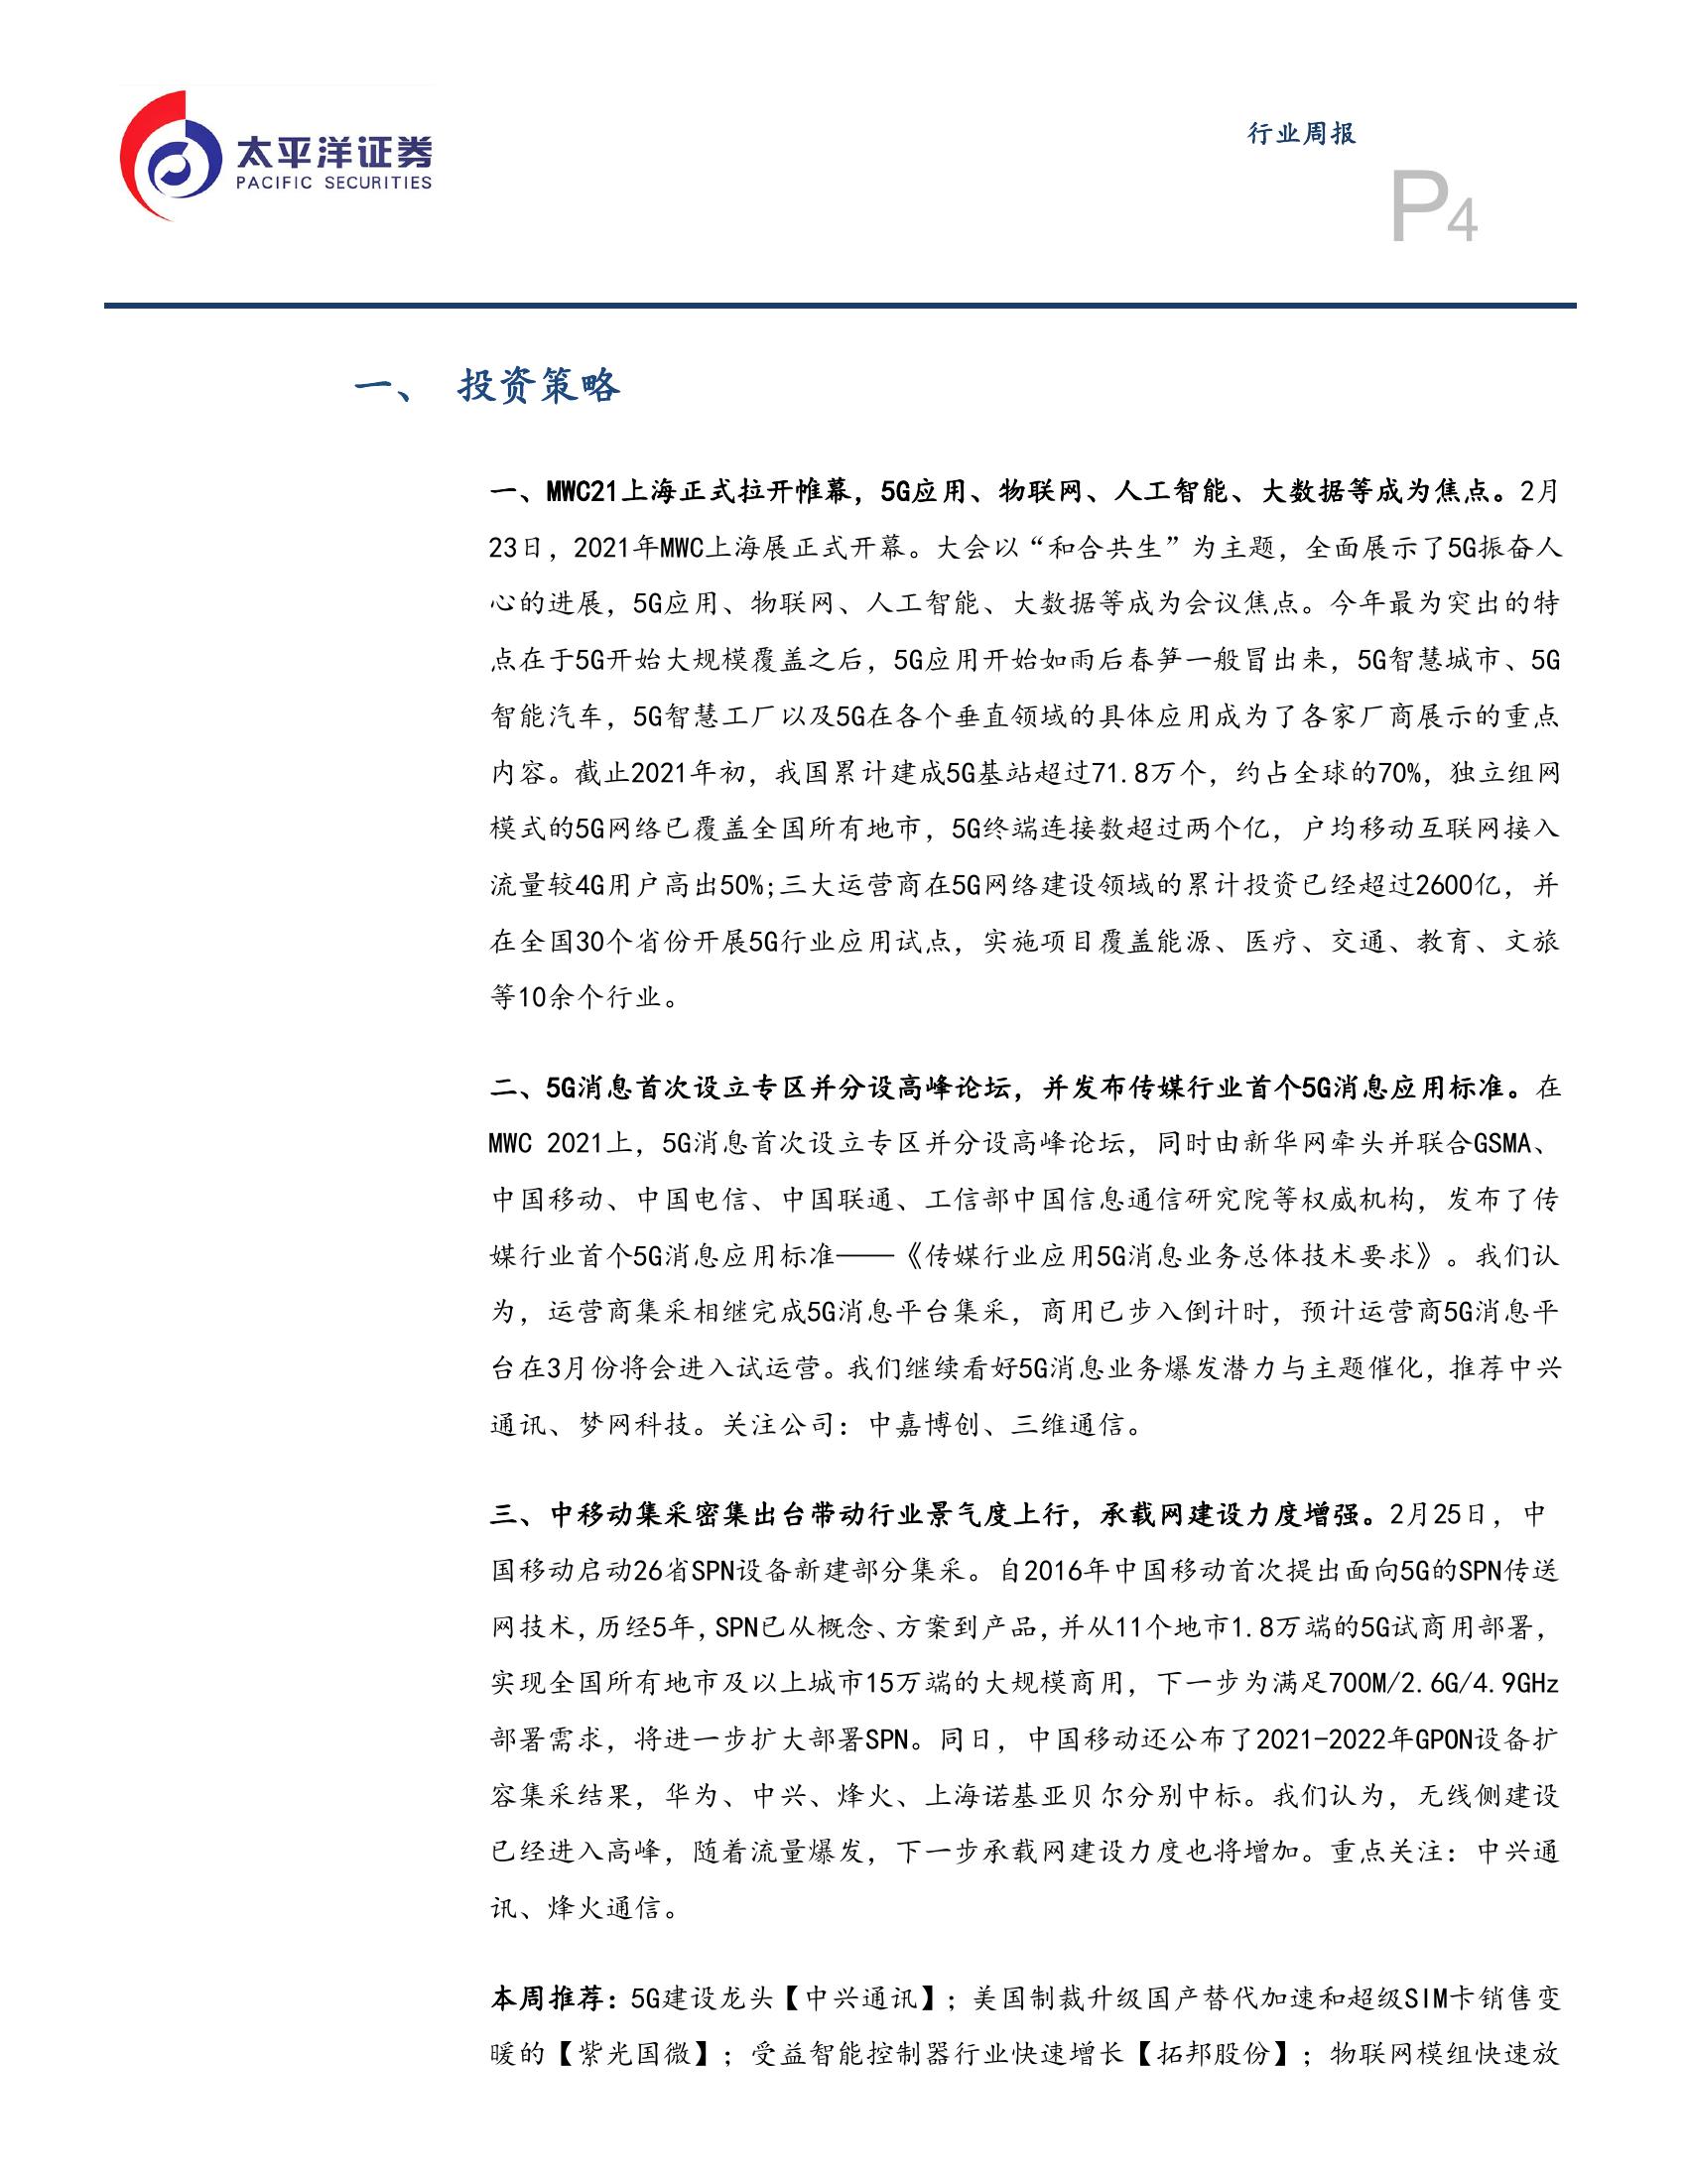 太平洋证券
PACIFIC SECURITIES
行业周报
P4
一、 投资策略
一、MWC21上海正式拉开帷幕，5G应用、物联网、人工智能、大数据等成为焦点。2月
23日，2021年MWC上海展正式开幕。大会以“和合共生”为主题，全面展示了5G振奋人
心的进展，5G应用、物联网、人工智能、大数据等成为会议焦点。今年最为突出的特
点在于5G开始大规模覆盖之后，5G应用开始如雨后春笋一般冒出来，5G智慧城市、5G
智能汽车，5G智慧工厂以及5G在各个垂直领域的具体应用成为了各家厂商展示的重点
内容。截止2021年初，我国累计建成5G基站超过71.8万个，约占全球的70%，独立组网
模式的5G网络已覆盖全国所有地市，5G终端连接数超过两个亿，户均移动互联网接入
流量较4G用户高出50%;三大运营商在5G网络建设领域的累计投资已经超过2600亿，并
在全国30个省份开展5G行业应用试点，实施项目覆盖能源、医疗、交通、教育、文旅
等10余个行业。
二、5G消息首次设立专区并分设高峰论坛，并发布传媒行业首个5G消息应用标准。在
MWC 2021上，5G消息首次设立专区并分设高峰论坛，同时由新华网牵头并联合GSMA、
中国移动、中国电信、中国联通、工信部中国信息通信研究院等权威机构，发布了传
媒行业首个5G消息应用标准——《传媒行业应用5G消息业务总体技术要求》。我们认
为，运营商集采相继完成5G消息平台集采，商用已步入倒计时，预计运营商5G消息平
台在3月份将会进入试运营。我们继续看好5G消息业务爆发潜力与主题催化，推荐中兴
通讯、梦网科技。关注公司：中嘉博创、三维通信。
三、中移动集采密集出台带动行业景气度上行，承载网建设力度增强。2月25日，中
国移动启动26省SPN设备新建部分集采。自2016年中国移动首次提出面向5G的SPN传送
网技术，历经5年，SPN已从概念、方案到产品，并从11个地市1.8万端的5G试商用部署，
实现全国所有地市及以上城市15万端的大规模商用，下一步为满足700M/2.6G/4.9GHz
部署需求，将进一步扩大部署SPN。同日，中国移动还公布了2021-2022年GPON设备扩
容集采结果，华为、中兴、烽火、上海诺基亚贝尔分别中标。我们认为，无线侧建设
已经进入高峰，随着流量爆发，下一步承载网建设力度也将增加。重点关注：中兴通
讯、烽火通信。
本周推荐：5G建设龙头【中兴通讯】；美国制裁升级国产替代加速和超级SIM卡销售变
暖的【紫光国微】；受益智能控制器行业快速增长【拓邦股份】；物联网模组快速放